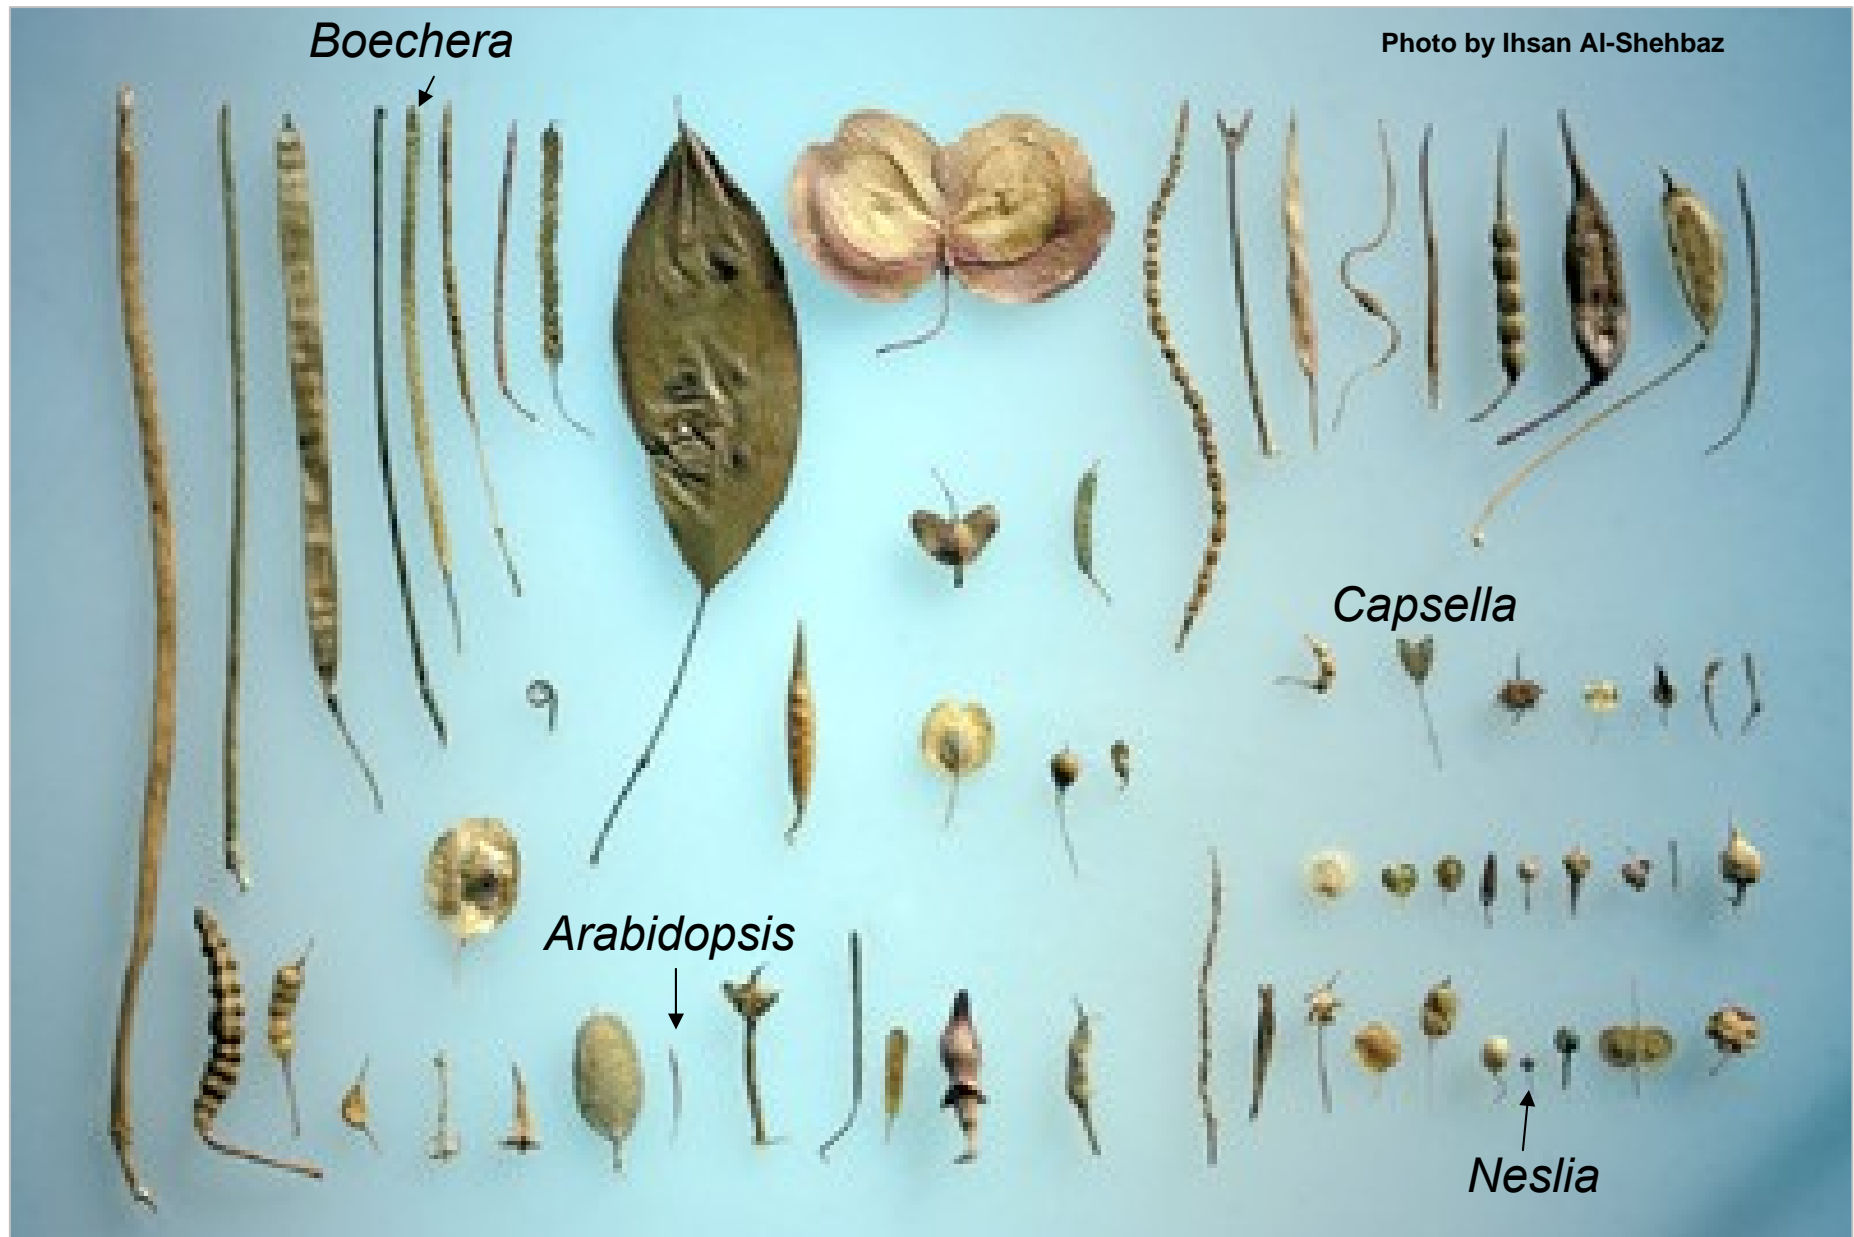 Boechera
Photo by Ihsan Al-Shehbaz
Capsella
Arabidopsis
Neslia